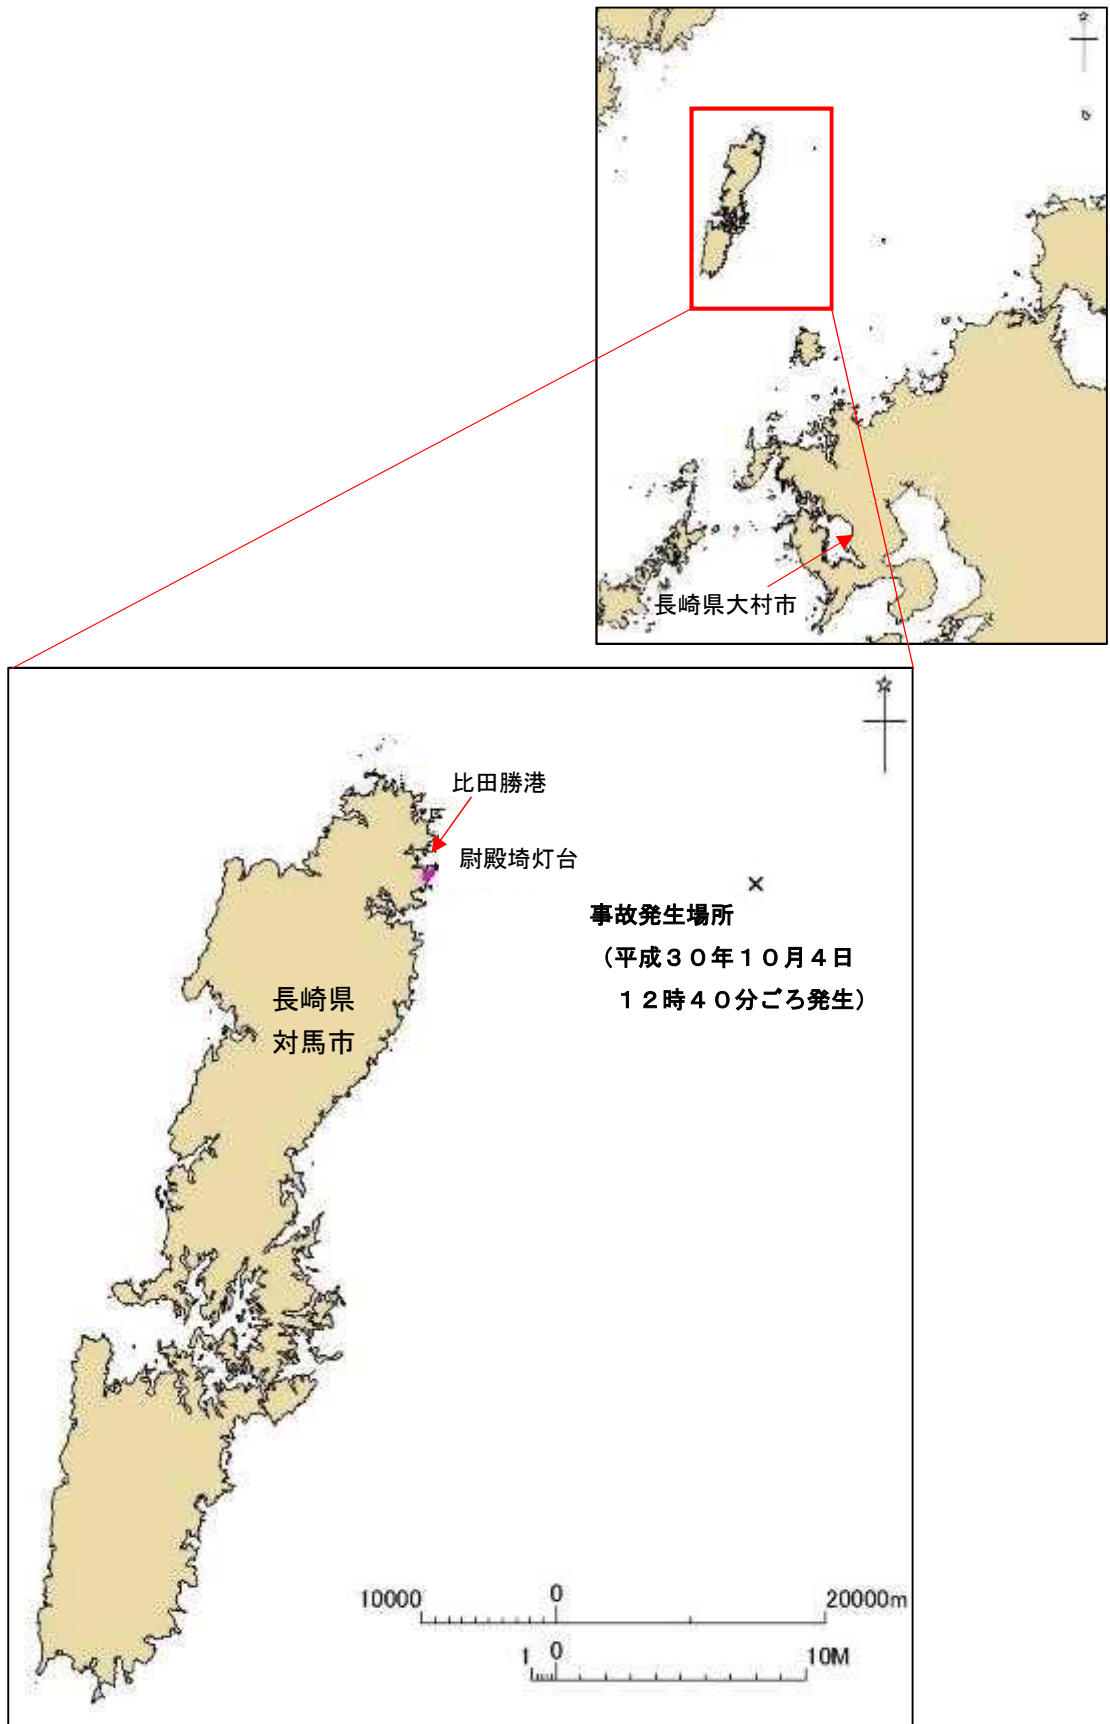 長崎県大村市
比田勝港
尉殿埼灯台
×
事故発生場所
（平成３０年１０月４日
１２時４０分ごろ発生）
長崎県
対馬市
10000 0 20000m
1 0 10M